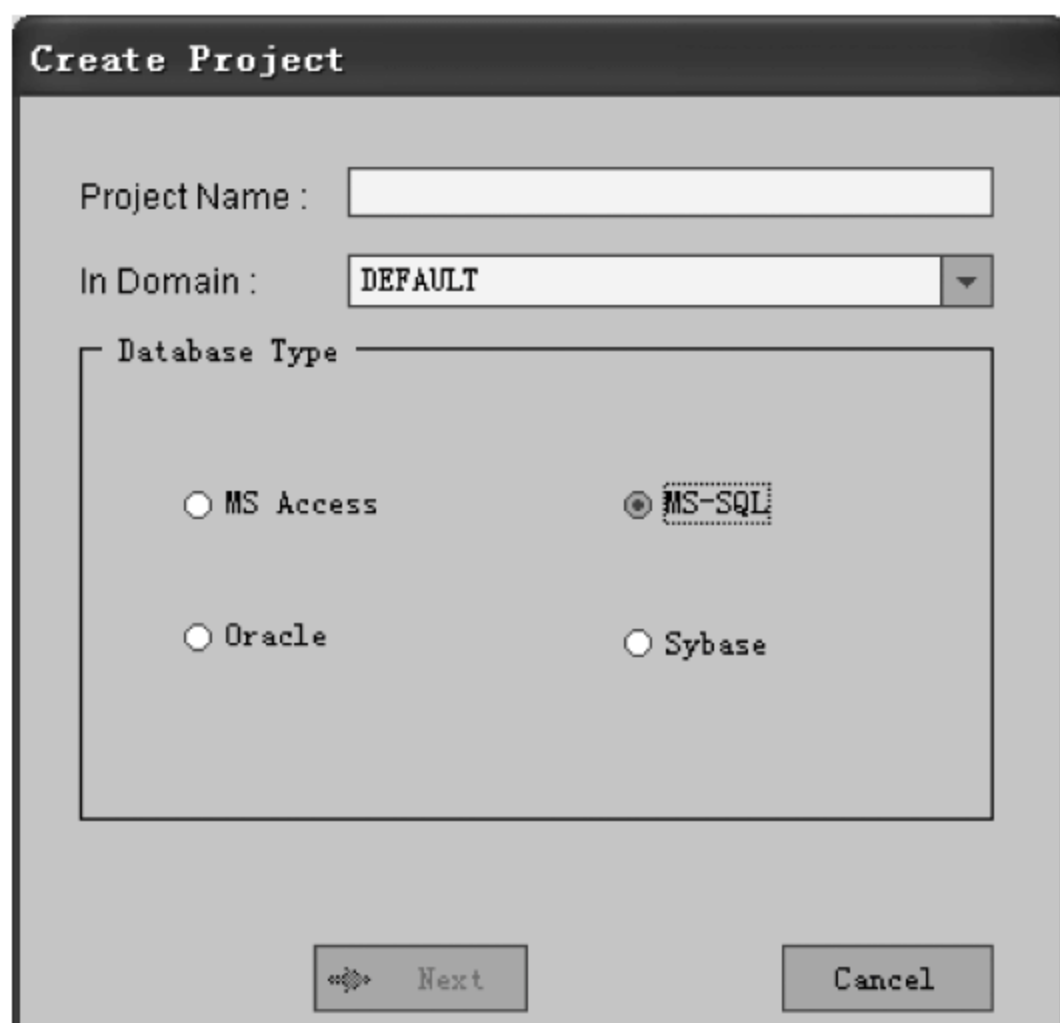 Create Project
Project Name :
In Domain : DEFAULT
Database Type
MS Access MS-SQL
Oracle Sybase
Next Cancel